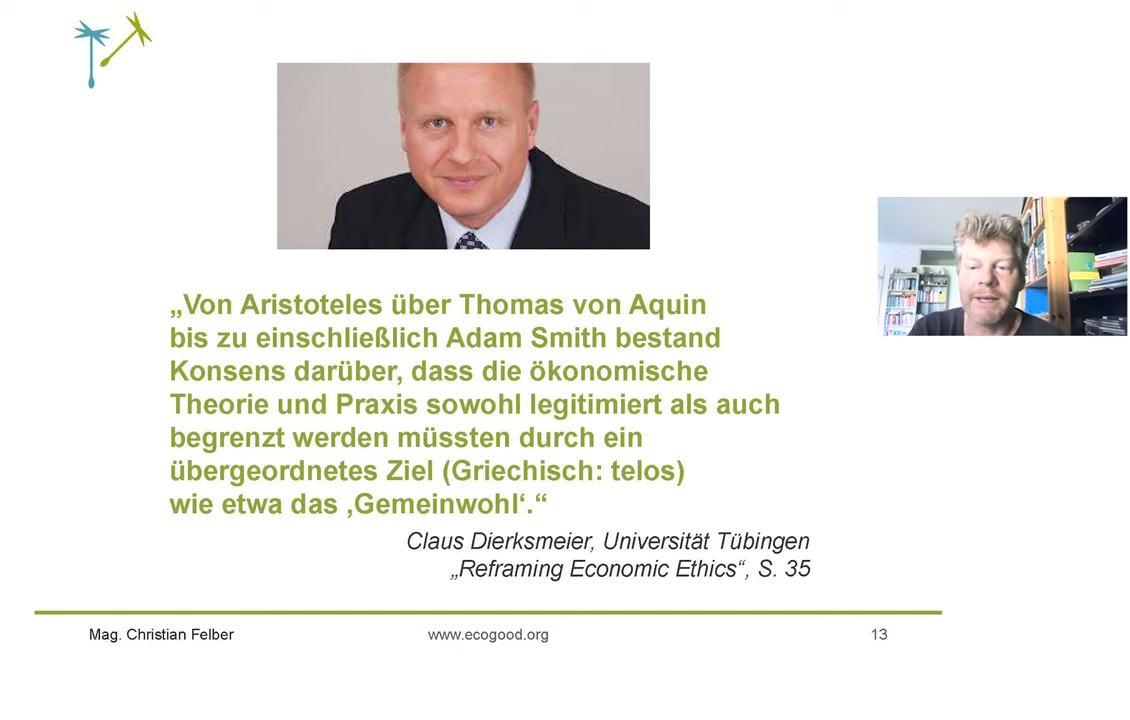 „Von Aristoteles über Thomas von Aquin
bis zu einschließlich Adam Smith bestand
Konsens darüber, dass die ökonomische
Theorie und Praxis sowohl legitimiert als auch
begrenzt werden müssten durch ein
übergeordnetes Ziel (Griechisch: telos)
wie etwa das ‚Gemeinwohl‘.“
Claus Dierksmeier, Universität Tübingen
„Reframing Economic Ethics“, S. 35
Mag. Christian Felber
www.ecogood.org
13